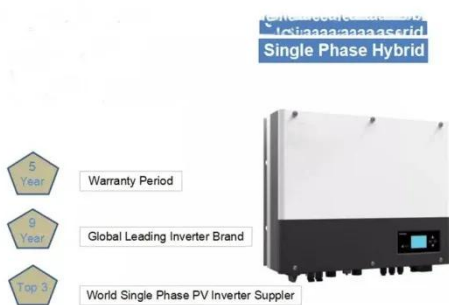 Single Phase Hybrid
5
Year
Warranty Period
9
Year
Global Leading Inverter Brand
Top 3
World Single Phase PV Inverter Suppler